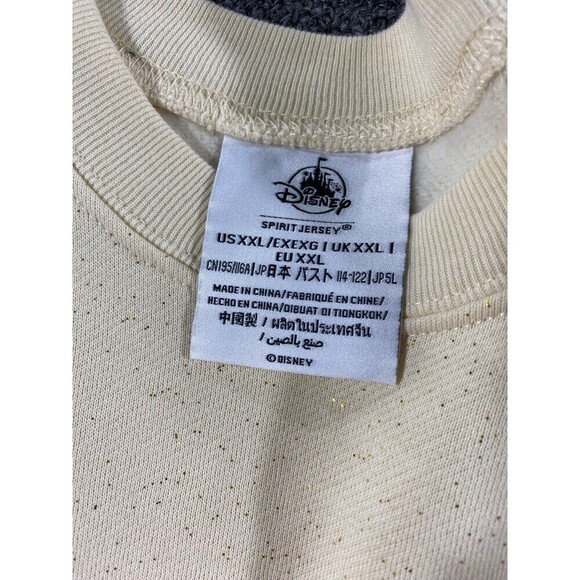 Disney
SPIRIT JERSEY®
US XXL/EXEXG | UK XXL |
EU XXL
CN195/116A | JP日本 バスト 114-122 | JP 5L
MADE IN CHINA/FABRIQUÉ EN CHINE/
HECHO EN CHINA/DIBUAT DI TIONGKOK/
中國製 / ผลิตในประเทศจีน
صنع بالصين/
©DISNEY